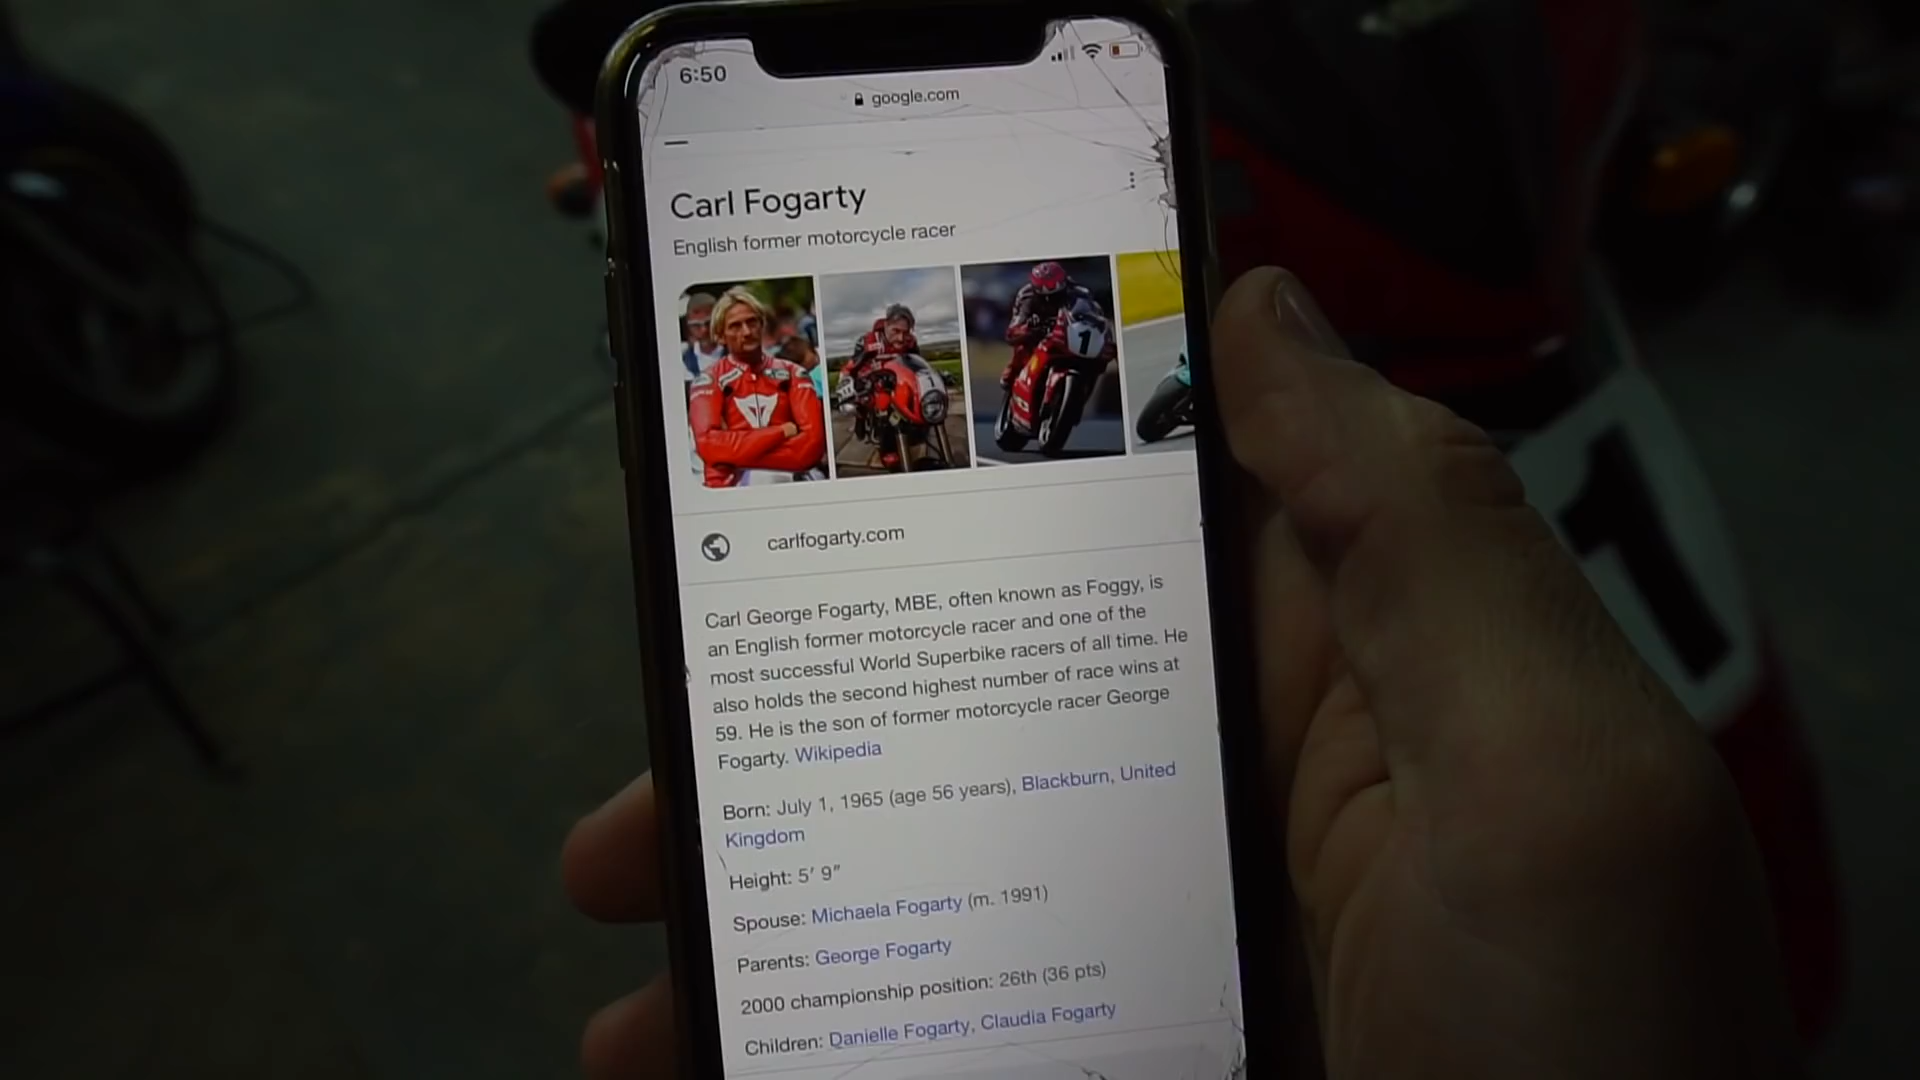 6:50
google.com
Carl Fogarty
English former motorcycle racer
1
1
carlfogarty.com
Carl George Fogarty, MBE, often known as Foggy, is
an English former motorcycle racer and one of the
most successful World Superbike racers of all time. He
also holds the second highest number of race wins at
59. He is the son of former motorcycle racer George
Fogarty. Wikipedia
Born: July 1, 1965 (age 56 years), Blackburn, United
Kingdom
Height: 5' 9"
Spouse: Michaela Fogarty (m. 1991)
Parents: George Fogarty
2000 championship position: 26th (36 pts)
Children: Danielle Fogarty, Claudia Fogarty
1